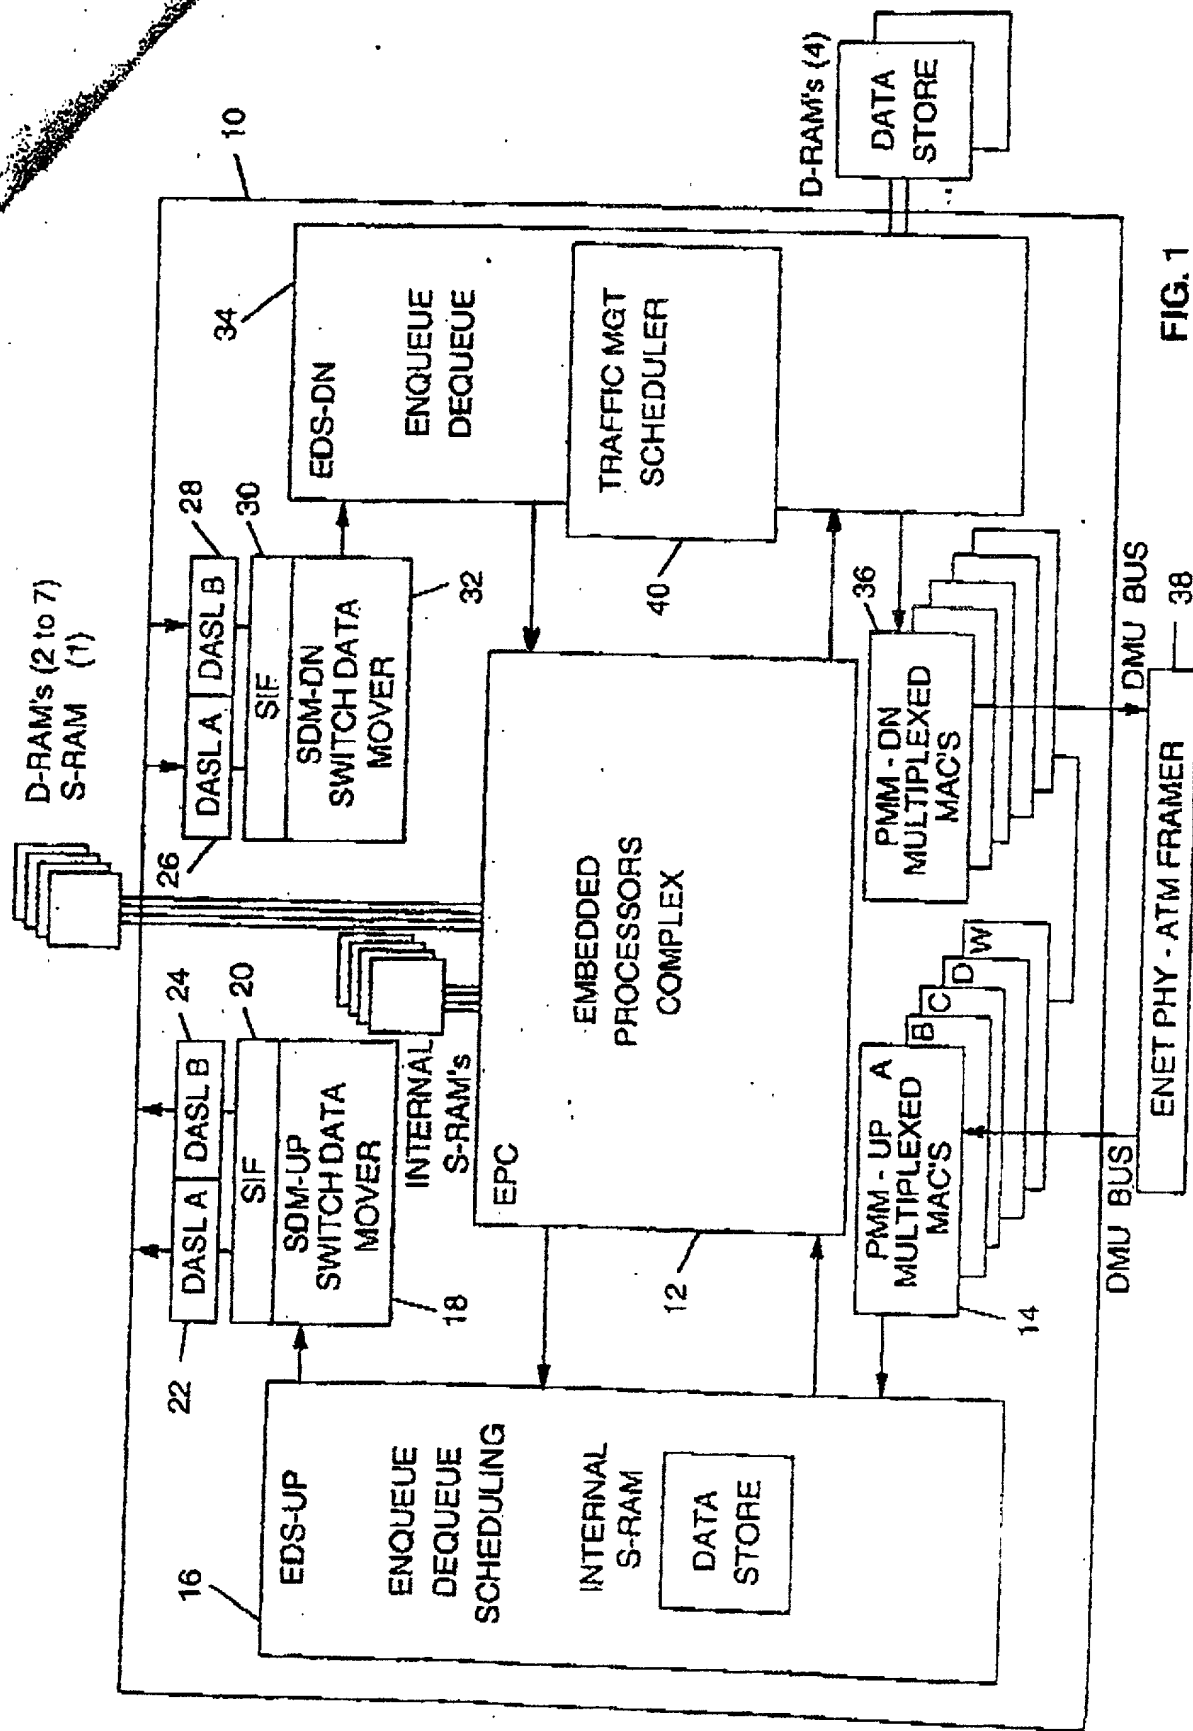 D-RAM's (2 to 7)
S-RAM (1)
10
22
24
DASL A
DASL B
20
SIF
SDM-UP
SWITCH DATA
MOVER
18
26
28
DASL A
DASL B
30
SIF
SDM-DN
SWITCH DATA
MOVER
32
INTERNAL
S-RAM's
16
EDS-UP
ENQUEUE
DEQUEUE
SCHEDULING
INTERNAL
S-RAM
DATA
STORE
EPC
EMBEDDED
PROCESSORS
COMPLEX
12
34
EDS-DN
ENQUEUE
DEQUEUE
TRAFFIC MGT
SCHEDULER
40
D-RAM's (4)
DATA
STORE
PMM - UP A
MULTIPLEXED
MAC'S
B
C
D
W
14
36
PMM - DN
MULTIPLEXED
MAC'S
DMU BUS
DMU BUS
ENET PHY - ATM FRAMER
38
FIG. 1